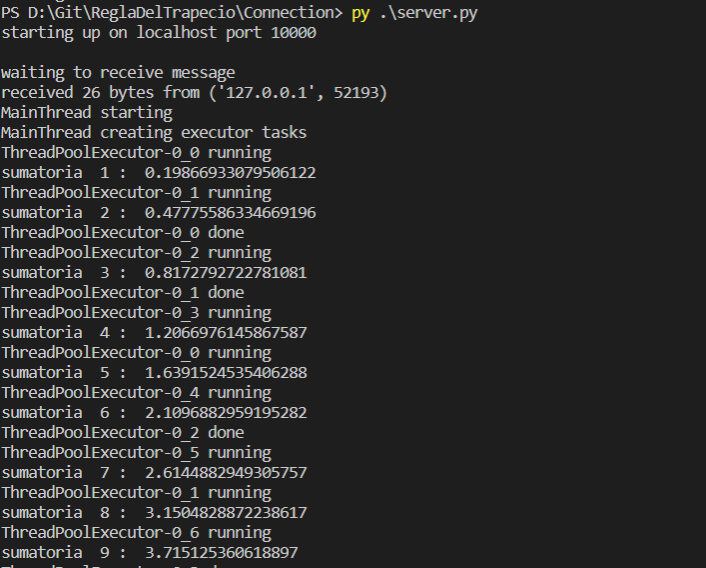 PS D:\Git\ReglaDelTrapecio\Connection> py .\server.py
starting up on localhost port 10000
waiting to receive message
received 26 bytes from ('127.0.0.1', 52193)
MainThread starting
MainThread creating executor tasks
ThreadPoolExecutor-0_0 running
sumatoria  1 :  0.19866933079506122
ThreadPoolExecutor-0_1 running
sumatoria  2 :  0.47775586334669196
ThreadPoolExecutor-0_0 done
ThreadPoolExecutor-0_2 running
sumatoria  3 :  0.8172792722781081
ThreadPoolExecutor-0_1 done
ThreadPoolExecutor-0_3 running
sumatoria  4 :  1.2066976145867587
ThreadPoolExecutor-0_0 running
sumatoria  5 :  1.6391524535406288
ThreadPoolExecutor-0_4 running
sumatoria  6 :  2.1096882959195282
ThreadPoolExecutor-0_2 done
ThreadPoolExecutor-0_5 running
sumatoria  7 :  2.6144882949305757
ThreadPoolExecutor-0_1 running
sumatoria  8 :  3.1504828872238617
ThreadPoolExecutor-0_6 running
sumatoria  9 :  3.715125360618897